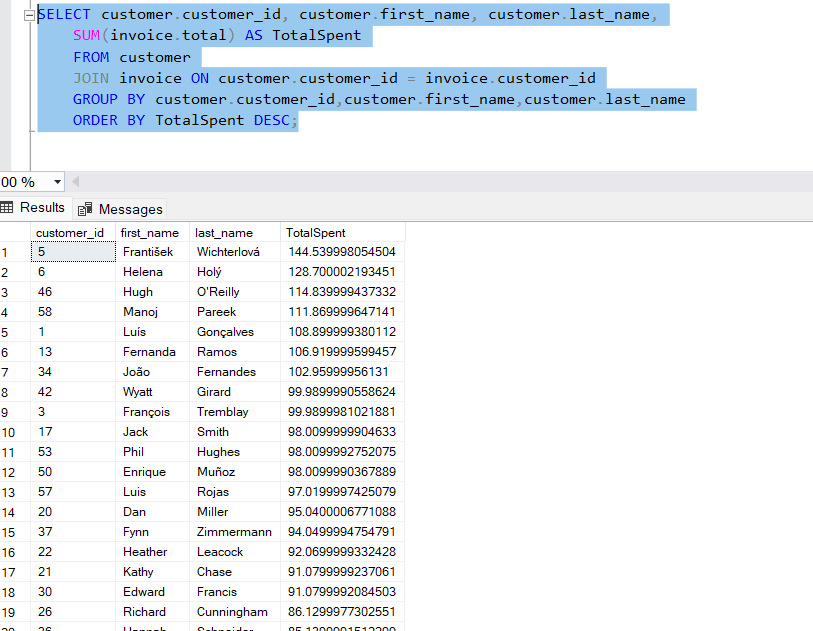 SELECT customer.customer_id, customer.first_name, customer.last_name,
SUM(invoice.total) AS TotalSpent
FROM customer
JOIN invoice ON customer.customer_id = invoice.customer_id
GROUP BY customer.customer_id,customer.first_name,customer.last_name
ORDER BY TotalSpent DESC;
00 %
Results Messages
customer_id first_name last_name TotalSpent
1 5 František Wichterlová 144.539998054504
2 6 Helena Holý 128.700002193451
3 46 Hugh O'Reilly 114.839999437332
4 58 Manoj Pareek 111.869999647141
5 1 Luís Gonçalves 108.899999380112
6 13 Fernanda Ramos 106.919999599457
7 34 João Fernandes 102.95999956131
8 42 Wyatt Girard 99.9899990558624
9 3 François Tremblay 99.9899981021881
10 17 Jack Smith 98.0099999904633
11 53 Phil Hughes 98.0099992752075
12 50 Enrique Muñoz 98.0099990367889
13 57 Luis Rojas 97.0199997425079
14 20 Dan Miller 95.0400006771088
15 37 Fynn Zimmermann 94.0499994754791
16 22 Heather Leacock 92.0699999332428
17 21 Kathy Chase 91.0799999237061
18 30 Edward Francis 91.0799992084503
19 26 Richard Cunningham 86.1299977302551